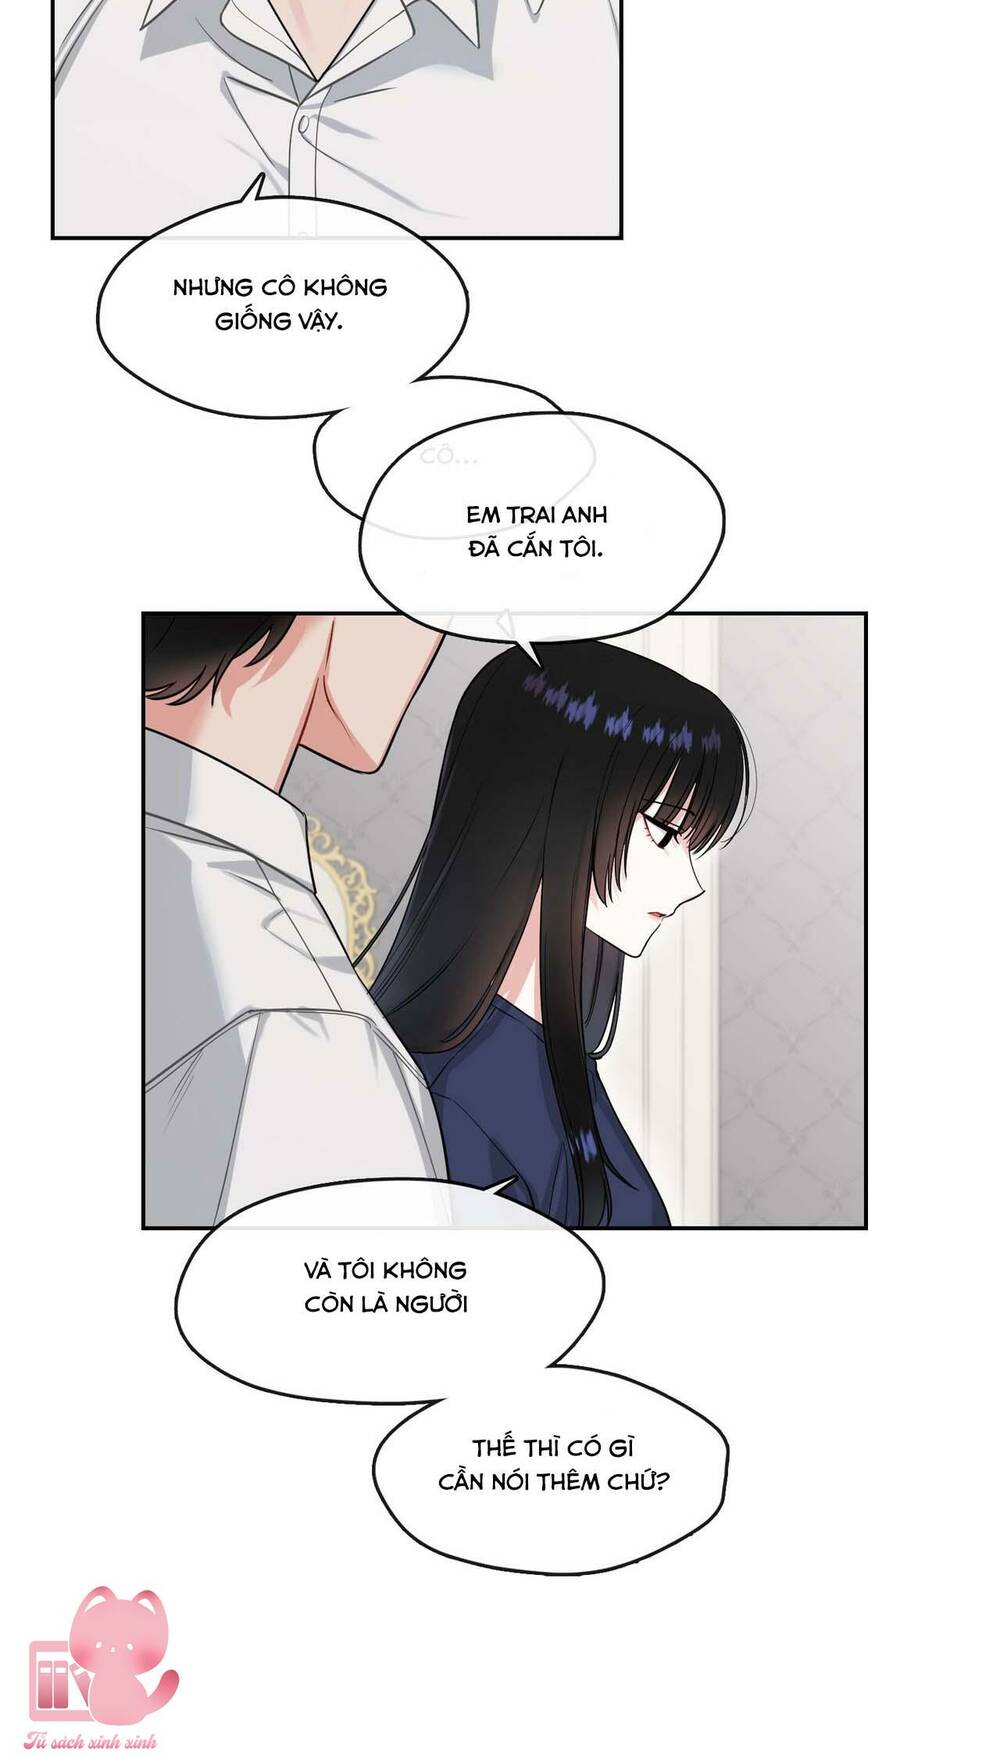 NHƯNG CÔ KHÔNG
GIỐNG VẬY.
CÔ...
EM TRAI ANH
ĐÃ CẮN TÔI.
VÀ TÔI KHÔNG
CÒN LÀ NGƯỜI
THẾ THÌ CÓ GÌ
CẦN NÓI THÊM CHỨ?
Tủ sách xinh xinh